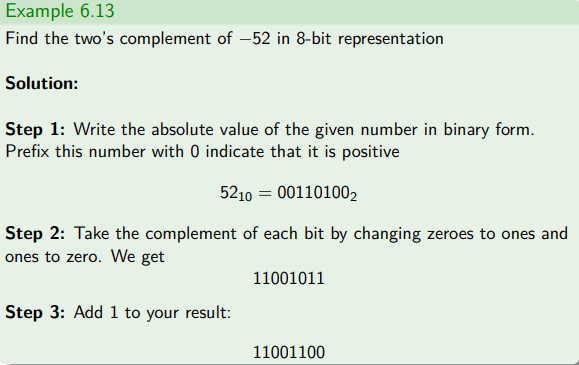 Example 6.13
Find the two's complement of −52 in 8-bit representation
Solution:
Step 1: Write the absolute value of the given number in binary form.
Prefix this number with 0 indicate that it is positive
52₁₀ = 00110100₂
Step 2: Take the complement of each bit by changing zeroes to ones and
ones to zero. We get
11001011
Step 3: Add 1 to your result:
11001100